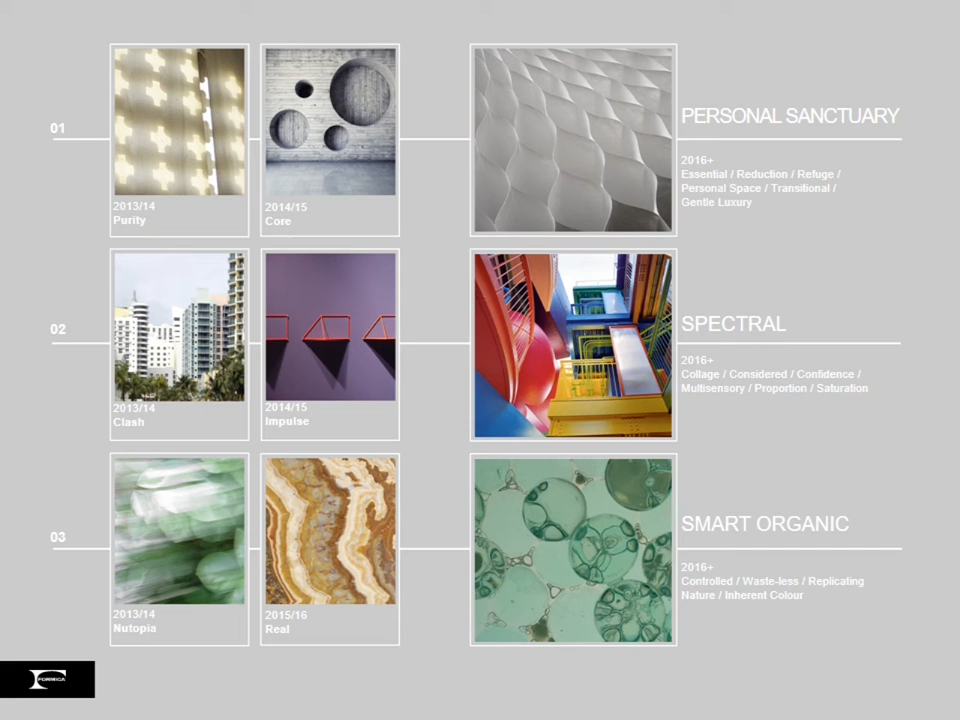 01
2013/14
Purity
2014/15
Core
PERSONAL SANCTUARY
2016+
Essential / Reduction / Refuge /
Personal Space / Transitional /
Gentle Luxury
02
2013/14
Clash
2014/15
Impulse
SPECTRAL
2016+
Collage / Considered / Confidence /
Multisensory / Proportion / Saturation
03
2013/14
Nutopia
2015/16
Real
SMART ORGANIC
2016+
Controlled / Waste-less / Replicating
Nature / Inherent Colour
FORMICA